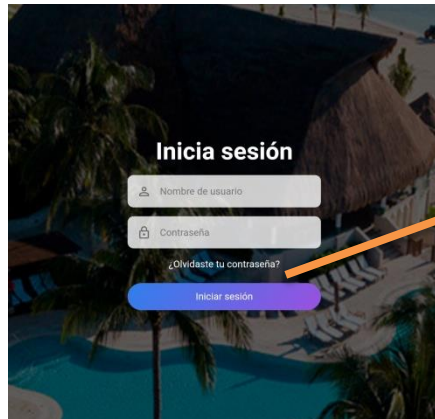 Inicia sesión
Nombre de usuario
Contraseña
¿Olvidaste tu contraseña?
Iniciar sesión